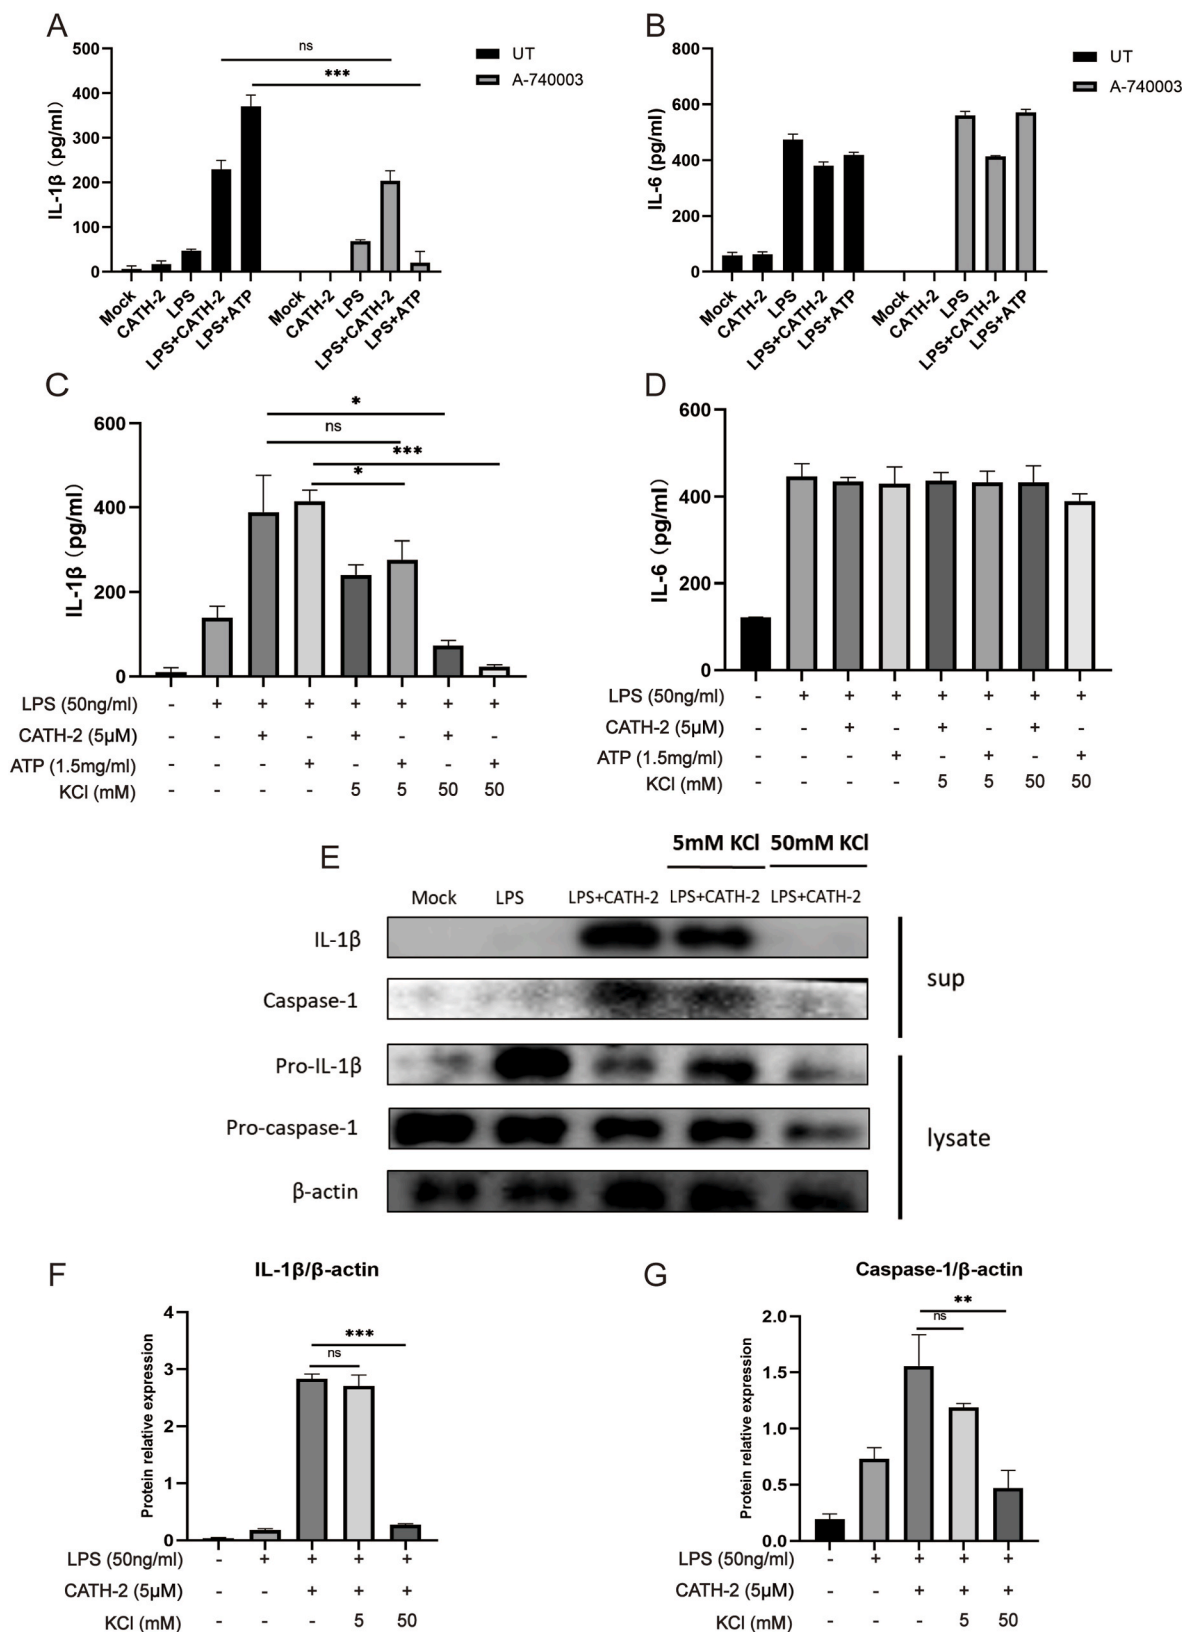 A
B
ns
***
UT
A-740003
IL-1β (pg/ml)
500
400
300
200
100
0
Mock
CATH-2
LPS
LPS+CATH-2
LPS+ATP
Mock
CATH-2
LPS
LPS+CATH-2
LPS+ATP
UT
A-740003
IL-6 (pg/ml)
800
600
400
200
0
Mock
CATH-2
LPS
LPS+CATH-2
LPS+ATP
Mock
CATH-2
LPS
LPS+CATH-2
LPS+ATP
C
*
ns
***
*
IL-1β (pg/ml)
600
400
200
0
LPS (50ng/ml) - + + + + + + +
CATH-2 (5μM) - - + - + - + -
ATP (1.5mg/ml) - - - + - + - +
KCl (mM) - - - - 5 5 50 50
D
IL-6 (pg/ml)
600
400
200
0
LPS (50ng/ml) - + + + + + + +
CATH-2 (5μM) - - + - + - + -
ATP (1.5mg/ml) - - - + - + - +
KCl (mM) - - - - 5 5 50 50
E
5mM KCl 50mM KCl
Mock LPS LPS+CATH-2 LPS+CATH-2 LPS+CATH-2
IL-1β
Caspase-1
sup
Pro-IL-1β
Pro-caspase-1
β-actin
lysate
F
IL-1β/β-actin
***
ns
Protein relative expression
4
3
2
1
0
LPS (50ng/ml) - + + + +
CATH-2 (5μM) - - + + +
KCl (mM) - - - 5 50
G
Caspase-1/β-actin
**
ns
Protein relative expression
2.0
1.5
1.0
0.5
0.0
LPS (50ng/ml) - + + + +
CATH-2 (5μM) - - + + +
KCl (mM) - - - 5 50